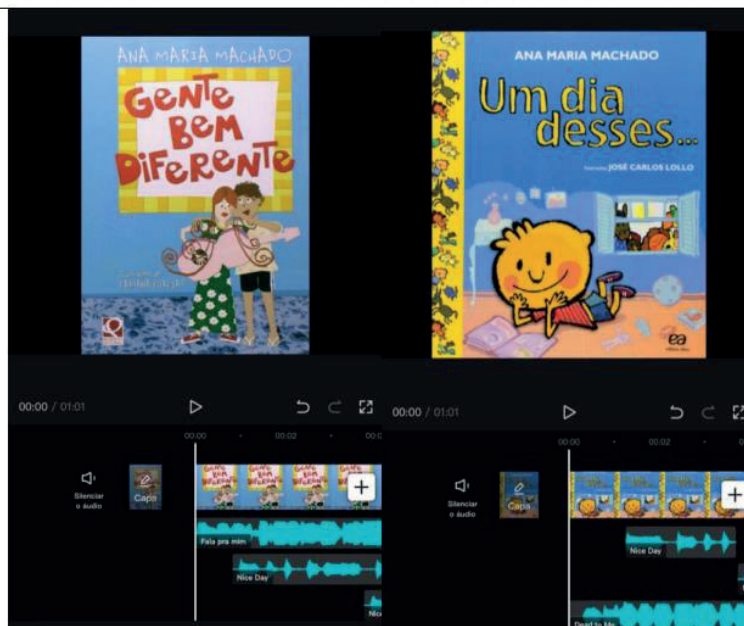 ANA MARIA MACHADO
GENTE
BEM
DIFERENTE
00:00 / 01:01
00:00
00:02
Silenciar
o áudio
Capa
Fala pra mim
Nice Day
ANA MARIA MACHADO
Um dia
desses...
JOSÉ CARLOS LOLLO
ea
00:00 / 01:01
00:00
00:02
Silenciar
o áudio
Capa
Nice Day
Dead to Me